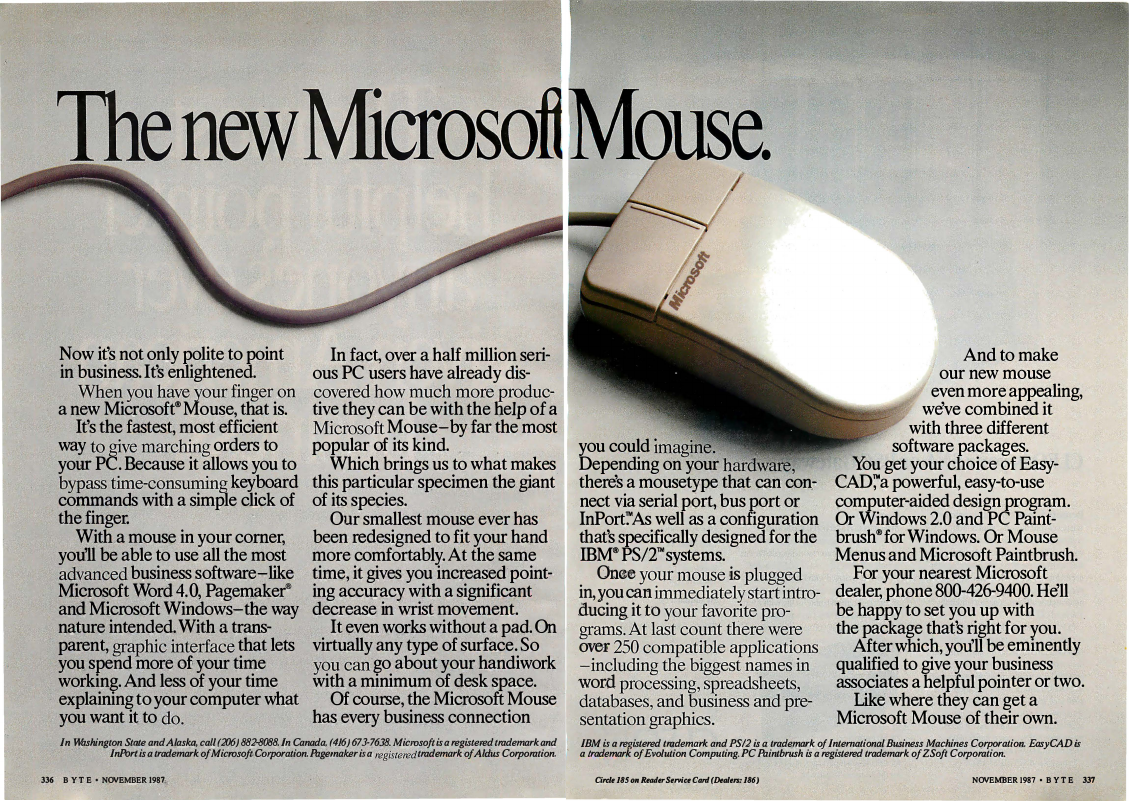 The new Microsoft Mouse.
Microsoft
Now it's not only polite to point
in business. It's enlightened.
When you have your finger on
a new Microsoft® Mouse, that is.
It's the fastest, most efficient
way to give marching orders to
your PC. Because it allows you to
bypass time-consuming keyboard
commands with a simple click of
the finger.
With a mouse in your corner,
you'll be able to use all the most
advanced business software–like
Microsoft Word 4.0, Pagemaker®
and Microsoft Windows–the way
nature intended. With a trans-
parent, graphic interface that lets
you spend more of your time
working. And less of your time
explaining to your computer what
you want it to do.
In fact, over a half million seri-
ous PC users have already dis-
covered how much more produc-
tive they can be with the help of a
Microsoft Mouse–by far the most
popular of its kind.
Which brings us to what makes
this particular specimen the giant
of its species.
Our smallest mouse ever has
been redesigned to fit your hand
more comfortably. At the same
time, it gives you increased point-
ing accuracy with a significant
decrease in wrist movement.
It even works without a pad. On
virtually any type of surface. So
you can go about your handiwork
with a minimum of desk space.
Of course, the Microsoft Mouse
has every business connection
you could imagine.
Depending on your hardware,
there's a mousetype that can con-
nect via serial port, bus port or
InPort.™ As well as a configuration
that's specifically designed for the
IBM® PS/2™ systems.
Once your mouse is plugged
in, you can immediately start intro-
ducing it to your favorite pro-
grams. At last count there were
over 250 compatible applications
–including the biggest names in
word processing, spreadsheets,
databases, and business and pre-
sentation graphics.
And to make
our new mouse
even more appealing,
we've combined it
with three different
software packages.
You get your choice of Easy-
CAD,™ a powerful, easy-to-use
computer-aided design program.
Or Windows 2.0 and PC Paint-
brush® for Windows. Or Mouse
Menus and Microsoft Paintbrush.
For your nearest Microsoft
dealer, phone 800-426-9400. He'll
be happy to set you up with
the package that's right for you.
After which, you'll be eminently
qualified to give your business
associates a helpful pointer or two.
Like where they can get a
Microsoft Mouse of their own.
In Washington State and Alaska, call (206) 882-8088. In Canada, (416) 673-7638. Microsoft is a registered trademark and
InPort is a trademark of Microsoft Corporation. Pagemaker is a registered trademark of Aldus Corporation.
IBM is a registered trademark and PS/2 is a trademark of International Business Machines Corporation. EasyCAD is
a trademark of Evolution Computing. PC Paintbrush is a registered trademark of ZSoft Corporation.
336 BYTE • NOVEMBER 1987
Circle 185 on Reader Service Card (Dealers: 186)
NOVEMBER 1987 • BYTE 337